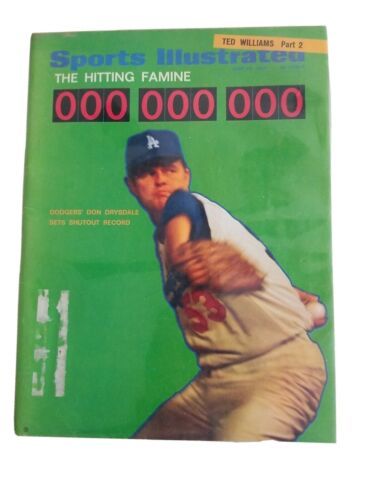 TED WILLIAMS Part 2
Sports Illustrated
THE HITTING FAMINE
000 000 000
LA
DODGERS' DON DRYSDALE
SETS SHUTOUT RECORD
53